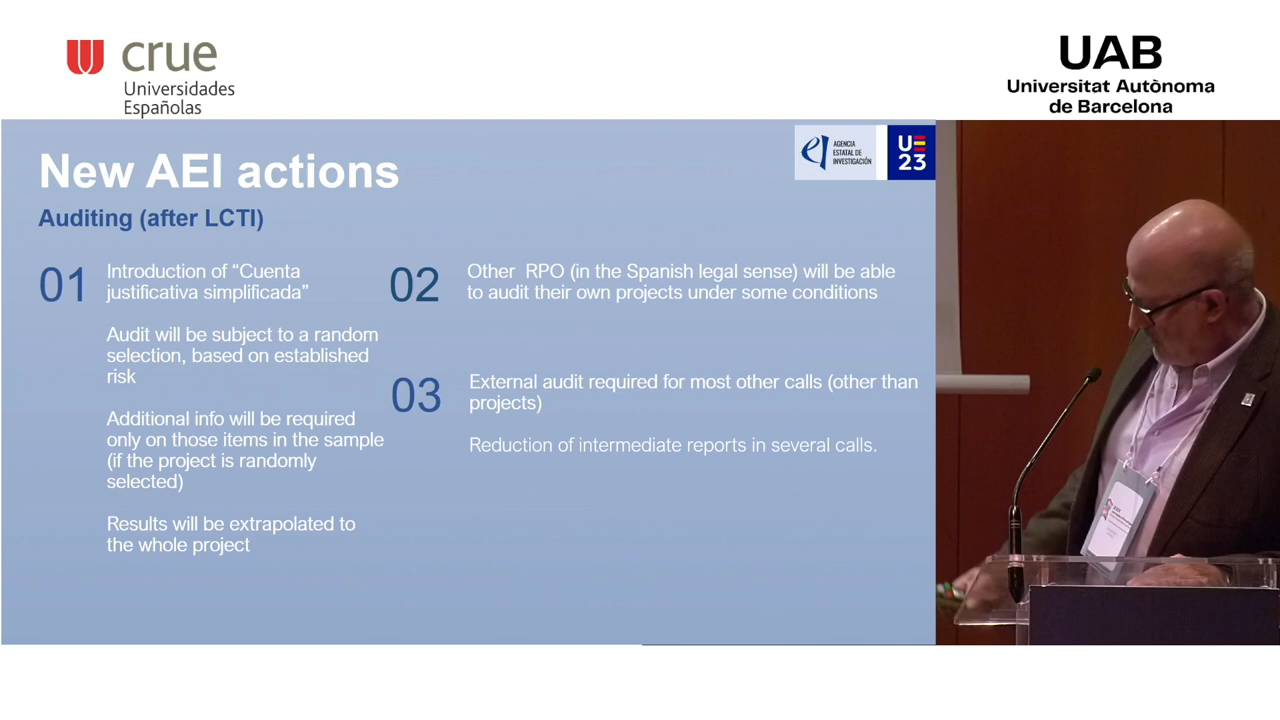 crue
Universidades
Españolas
UAB
Universitat Autònoma
de Barcelona
New AEI actions
AGENCIA
ESTATAL DE
INVESTIGACIÓN
UE
23
Auditing (after LCTI)
01
Introduction of “Cuenta
justificativa simplificada”
Audit will be subject to a random
selection, based on established
risk
Additional info will be required
only on those items in the sample
(if the project is randomly
selected)
Results will be extrapolated to
the whole project
02
Other RPO (in the Spanish legal sense) will be able
to audit their own projects under some conditions
03
External audit required for most other calls (other than
projects)
Reduction of intermediate reports in several calls.